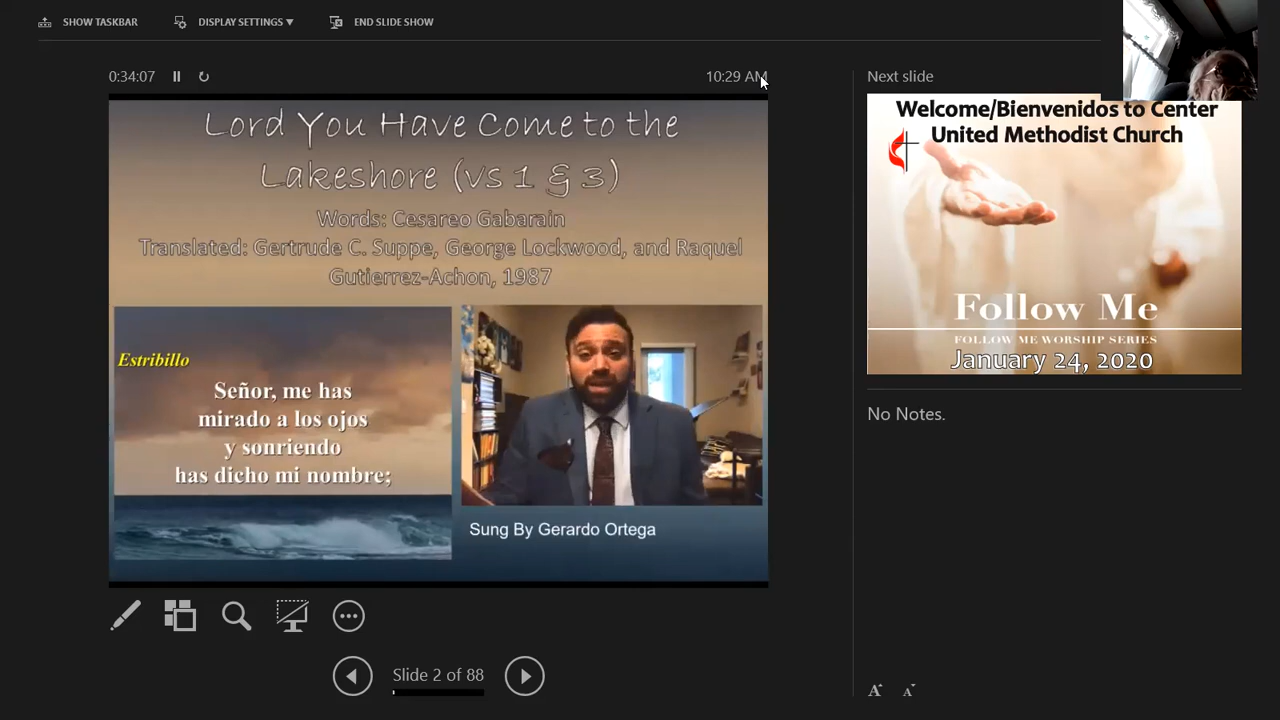 SHOW TASKBAR
DISPLAY SETTINGS
END SLIDE SHOW
0:34:07
10:29 AM
Lord You Have Come to the
Lakeshore (vs 1 & 3)
Words: Cesareo Gabarain
Translated: Gertrude C. Suppe, George Lockwood, and Raquel
Gutierrez-Achon, 1987
Estribillo
Señor, me has
mirado a los ojos
y sonriendo
has dicho mi nombre;
Sung By Gerardo Ortega
Slide 2 of 88
Next slide
Welcome/Bienvenidos to Center
United Methodist Church
Follow Me
FOLLOW ME WORSHIP SERIES
January 24, 2020
No Notes.
A A